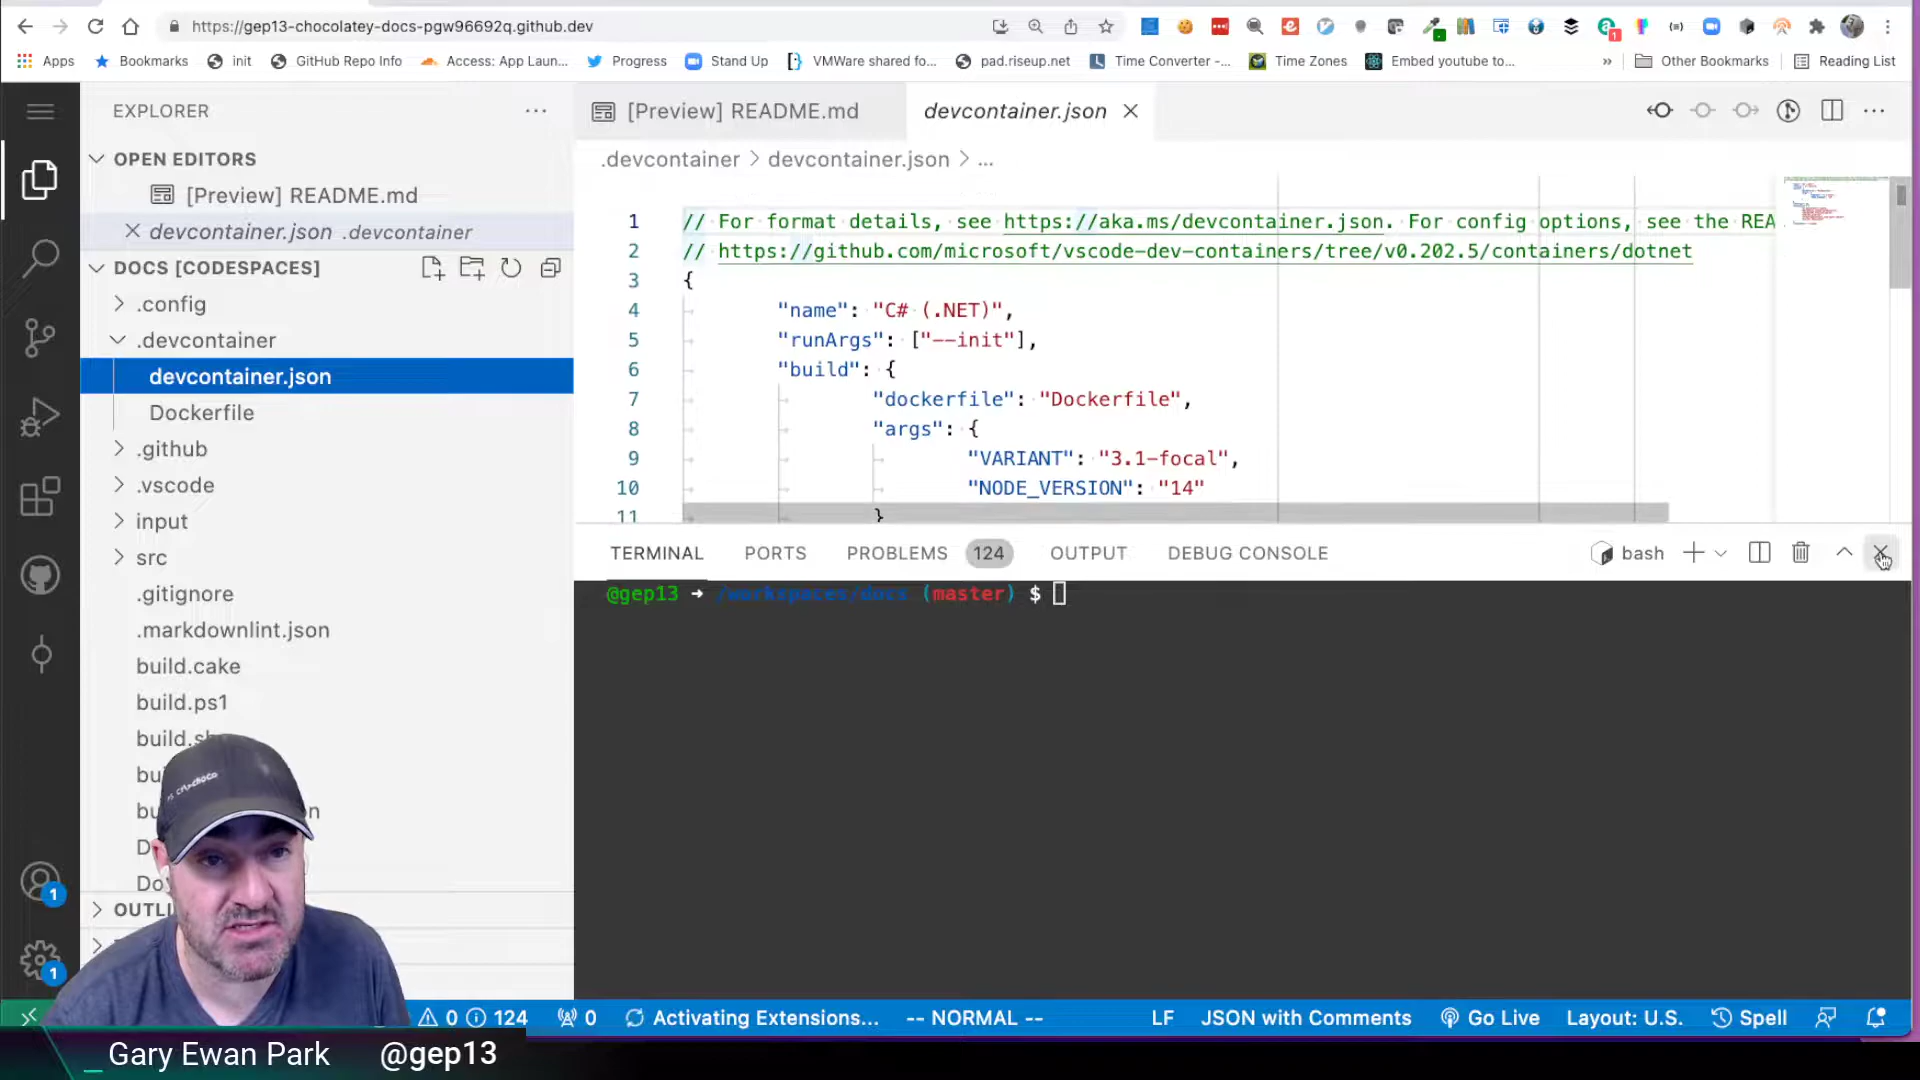 https://gep13-chocolatey-docs-pgw96692q.github.dev
1
Apps
Bookmarks
init
GitHub Repo Info
Access: App Laun...
Progress
Stand Up
VMWare shared fo...
pad.riseup.net
Time Converter -...
Time Zones
Embed youtube to...
»
Other Bookmarks
Reading List
EXPLORER
OPEN EDITORS
[Preview] README.md
devcontainer.json .devcontainer
DOCS [CODESPACES]
.config
.devcontainer
devcontainer.json
Dockerfile
.github
.vscode
input
src
.gitignore
.markdownlint.json
build.cake
build.ps1
build.s
[Preview] README.md
devcontainer.json
.devcontainer > devcontainer.json > ...
1 // For format details, see https://aka.ms/devcontainer.json. For config options, see the REA
2 // https://github.com/microsoft/vscode-dev-containers/tree/v0.202.5/containers/dotnet
3 {
4 "name": "C# (.NET)",
5 "runArgs": ["--init"],
6 "build": {
7 "dockerfile": "Dockerfile",
8 "args": {
9 "VARIANT": "3.1-focal",
10 "NODE_VERSION": "14"
11 }
TERMINAL
PORTS
PROBLEMS 124
OUTPUT
DEBUG CONSOLE
bash
@gep13 → /workspaces/docs (master) $
OUTLI
1
1
0 124
0
Activating Extensions...
-- NORMAL --
LF
JSON with Comments
Go Live
Layout: U.S.
Spell
_ Gary Ewan Park @gep13